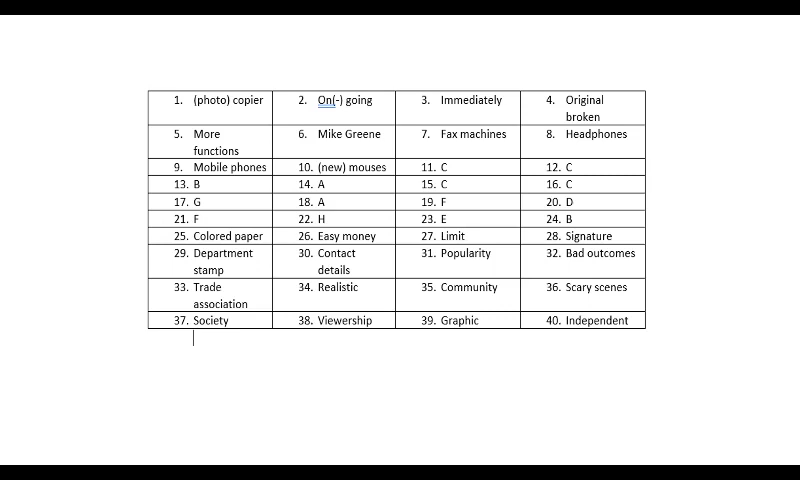 1. (photo) copier 2. On(-) going 3. Immediately 4. Original
broken
5. More 6. Mike Greene 7. Fax machines 8. Headphones
functions
9. Mobile phones 10. (new) mouses 11. C 12. C
13. B 14. A 15. C 16. C
17. G 18. A 19. F 20. D
21. F 22. H 23. E 24. B
25. Colored paper 26. Easy money 27. Limit 28. Signature
29. Department 30. Contact 31. Popularity 32. Bad outcomes
stamp details
33. Trade 34. Realistic 35. Community 36. Scary scenes
association
37. Society 38. Viewership 39. Graphic 40. Independent